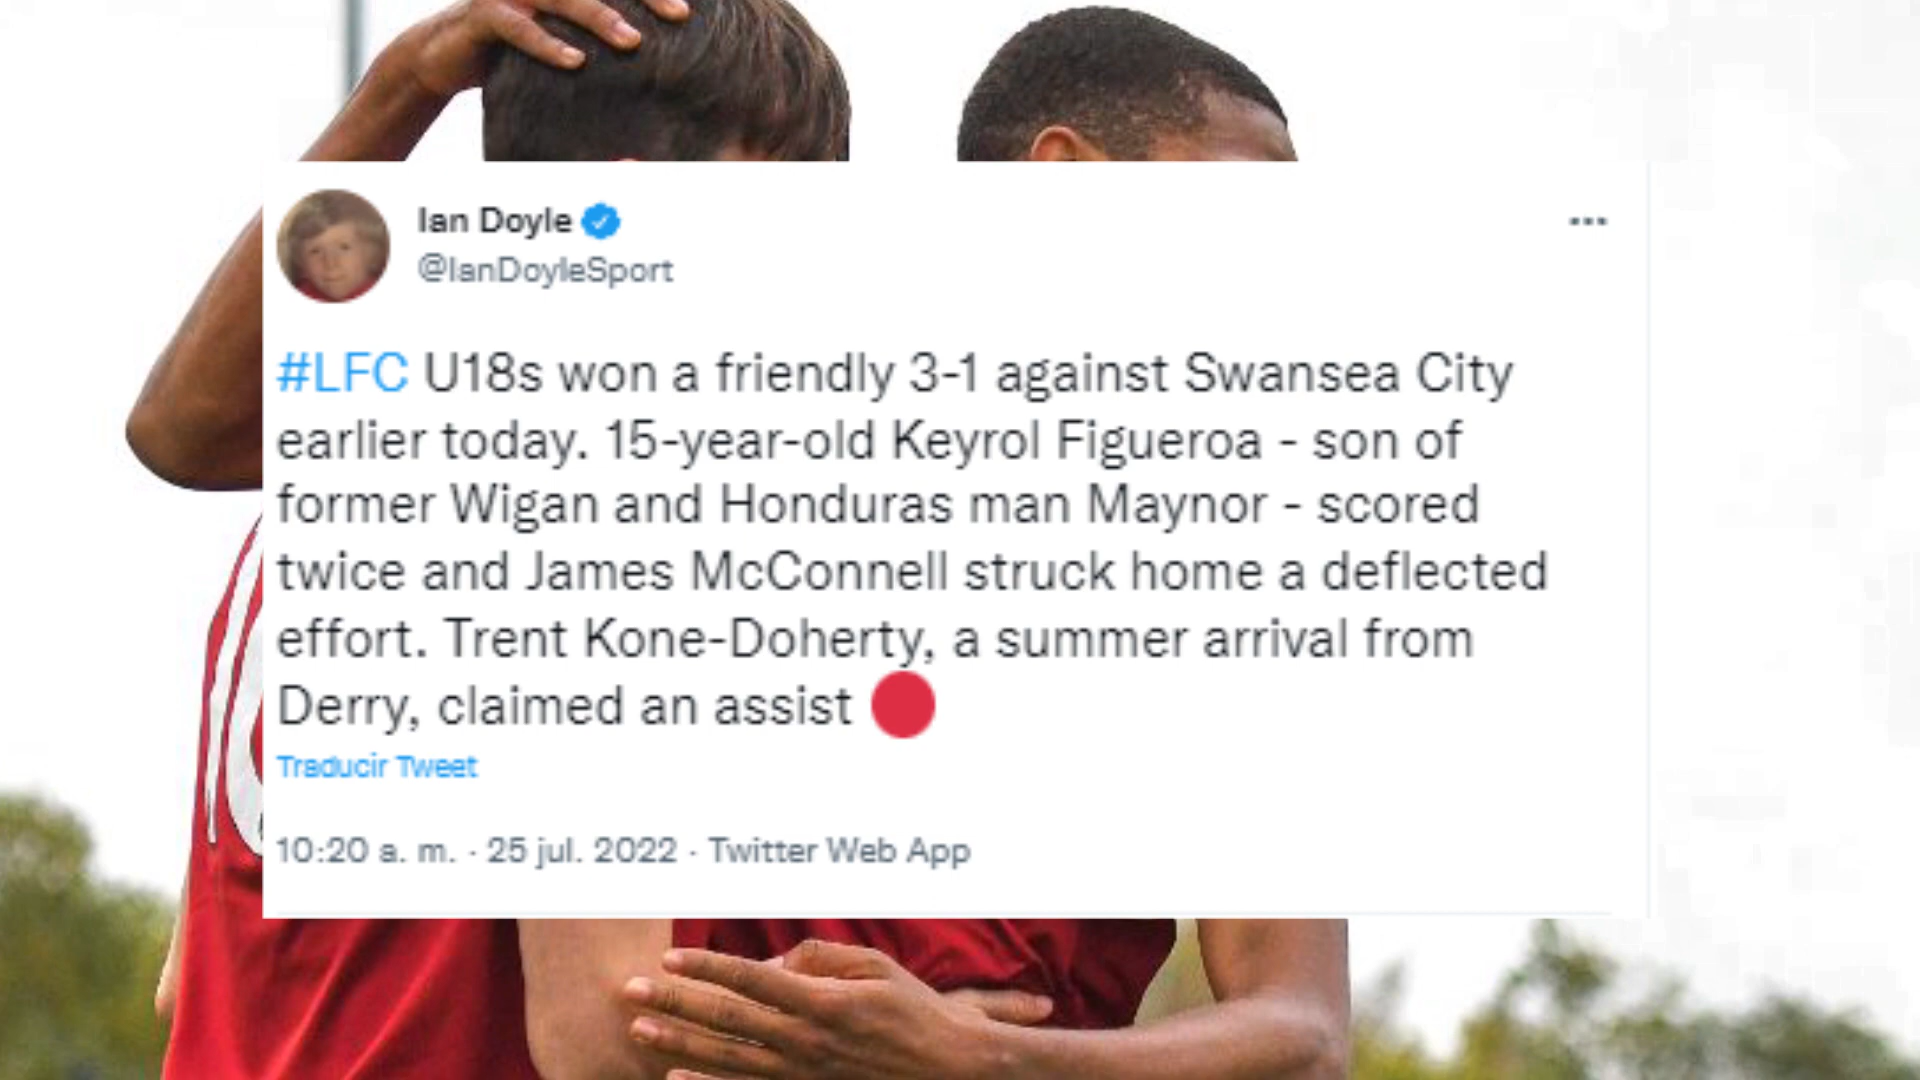 Ian Doyle
@IanDoyleSport
#LFC U18s won a friendly 3-1 against Swansea City
earlier today. 15-year-old Keyrol Figueroa - son of
former Wigan and Honduras man Maynor - scored
twice and James McConnell struck home a deflected
effort. Trent Kone-Doherty, a summer arrival from
Derry, claimed an assist 🔴
Traducir Tweet
10:20 a. m. · 25 jul. 2022 · Twitter Web App